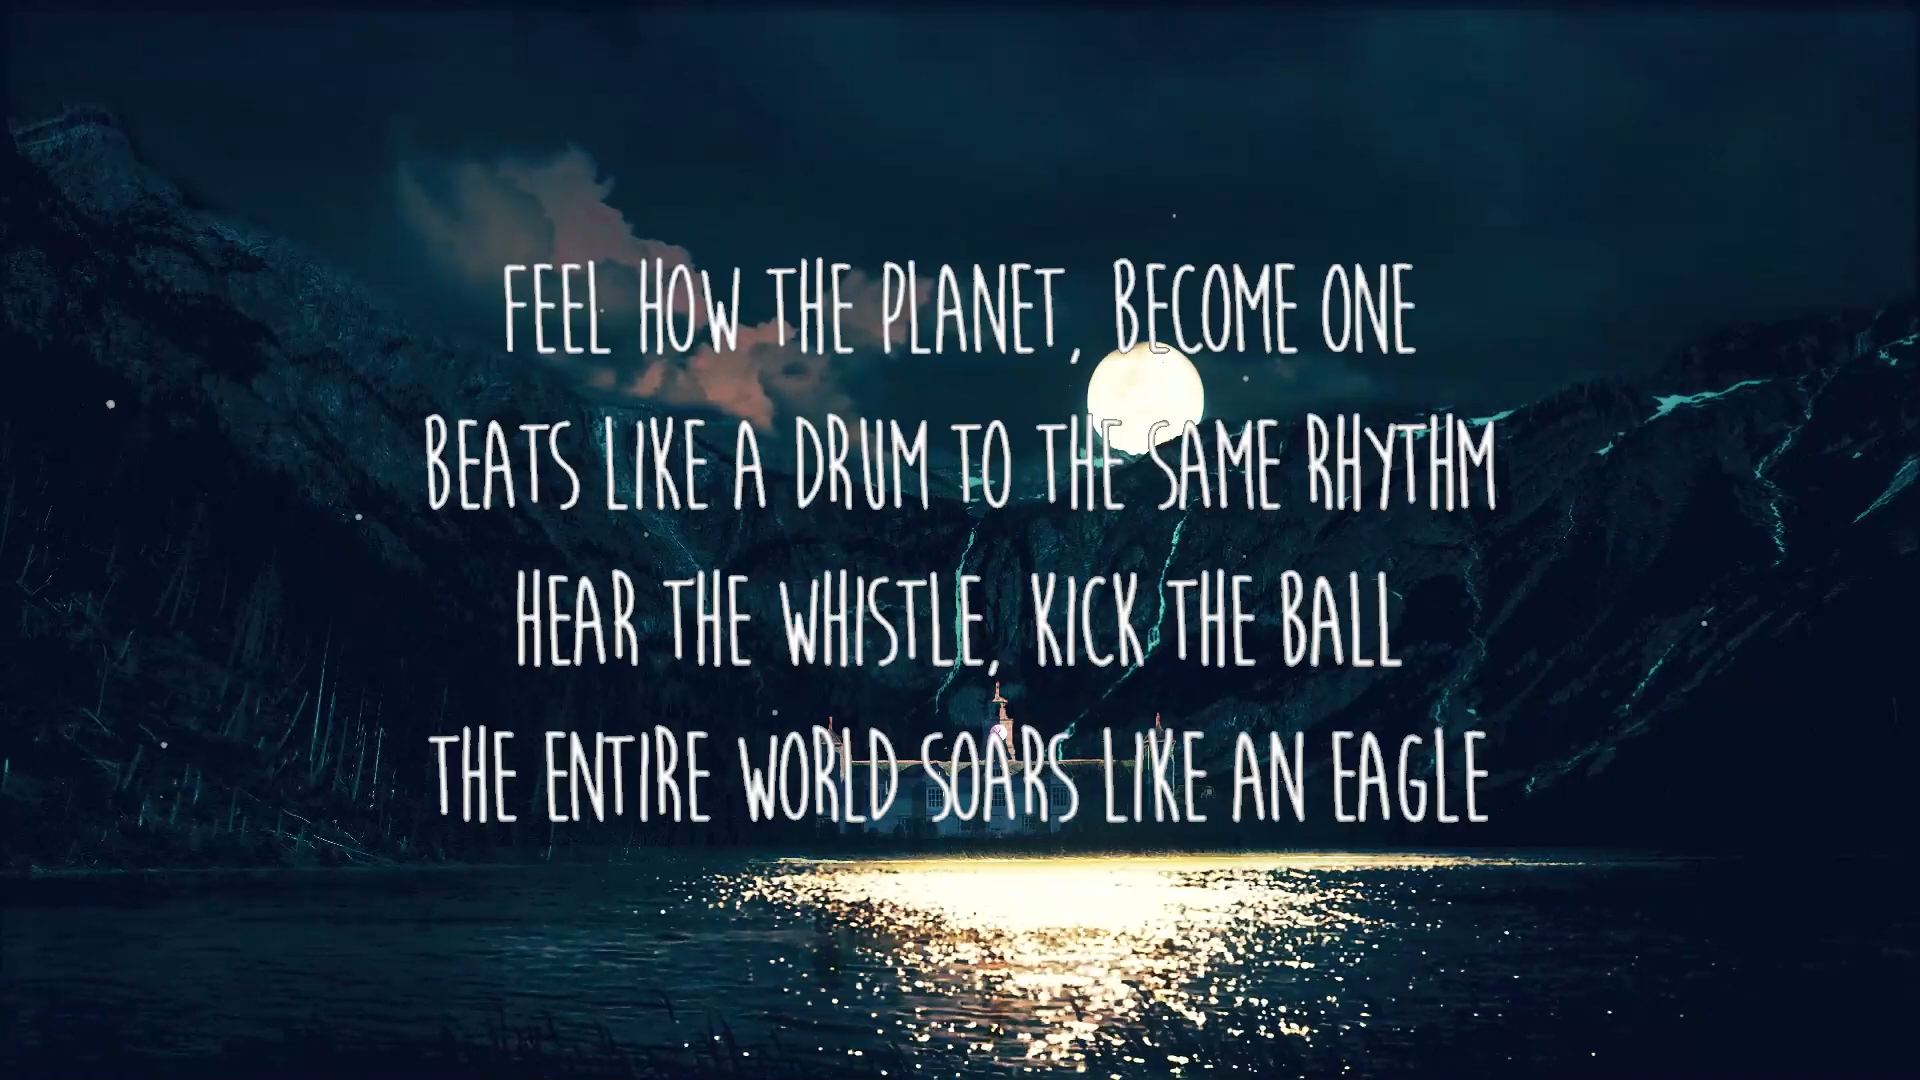 FEEL HOW THE PLANET, BECOME ONE
BEATS LIKE A DRUM TO THE SAME RHYTHM
HEAR THE WHISTLE, KICK THE BALL
THE ENTIRE WORLD SOARS LIKE AN EAGLE